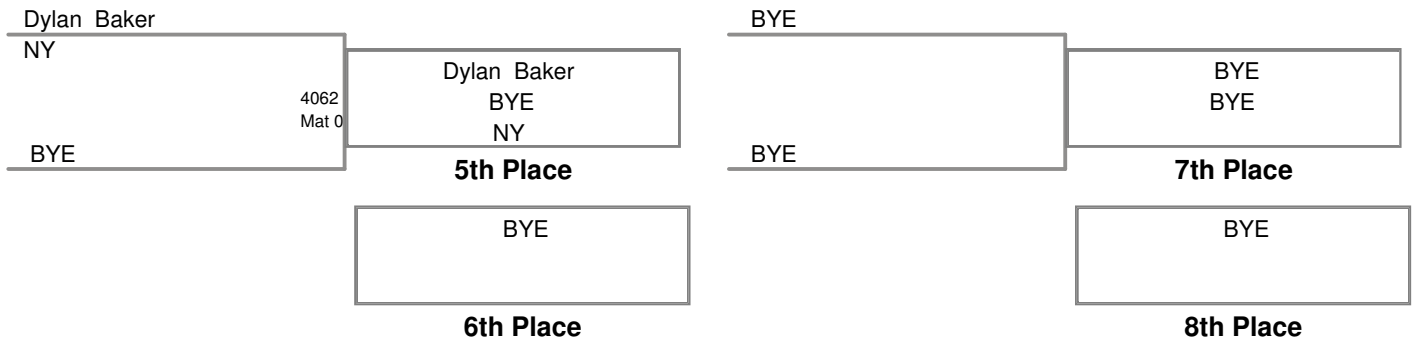 Dylan Baker
NY
4062
Mat 0
BYE
Dylan Baker
BYE
NY
5th Place
BYE
6th Place
BYE
BYE
BYE
BYE
7th Place
BYE
8th Place